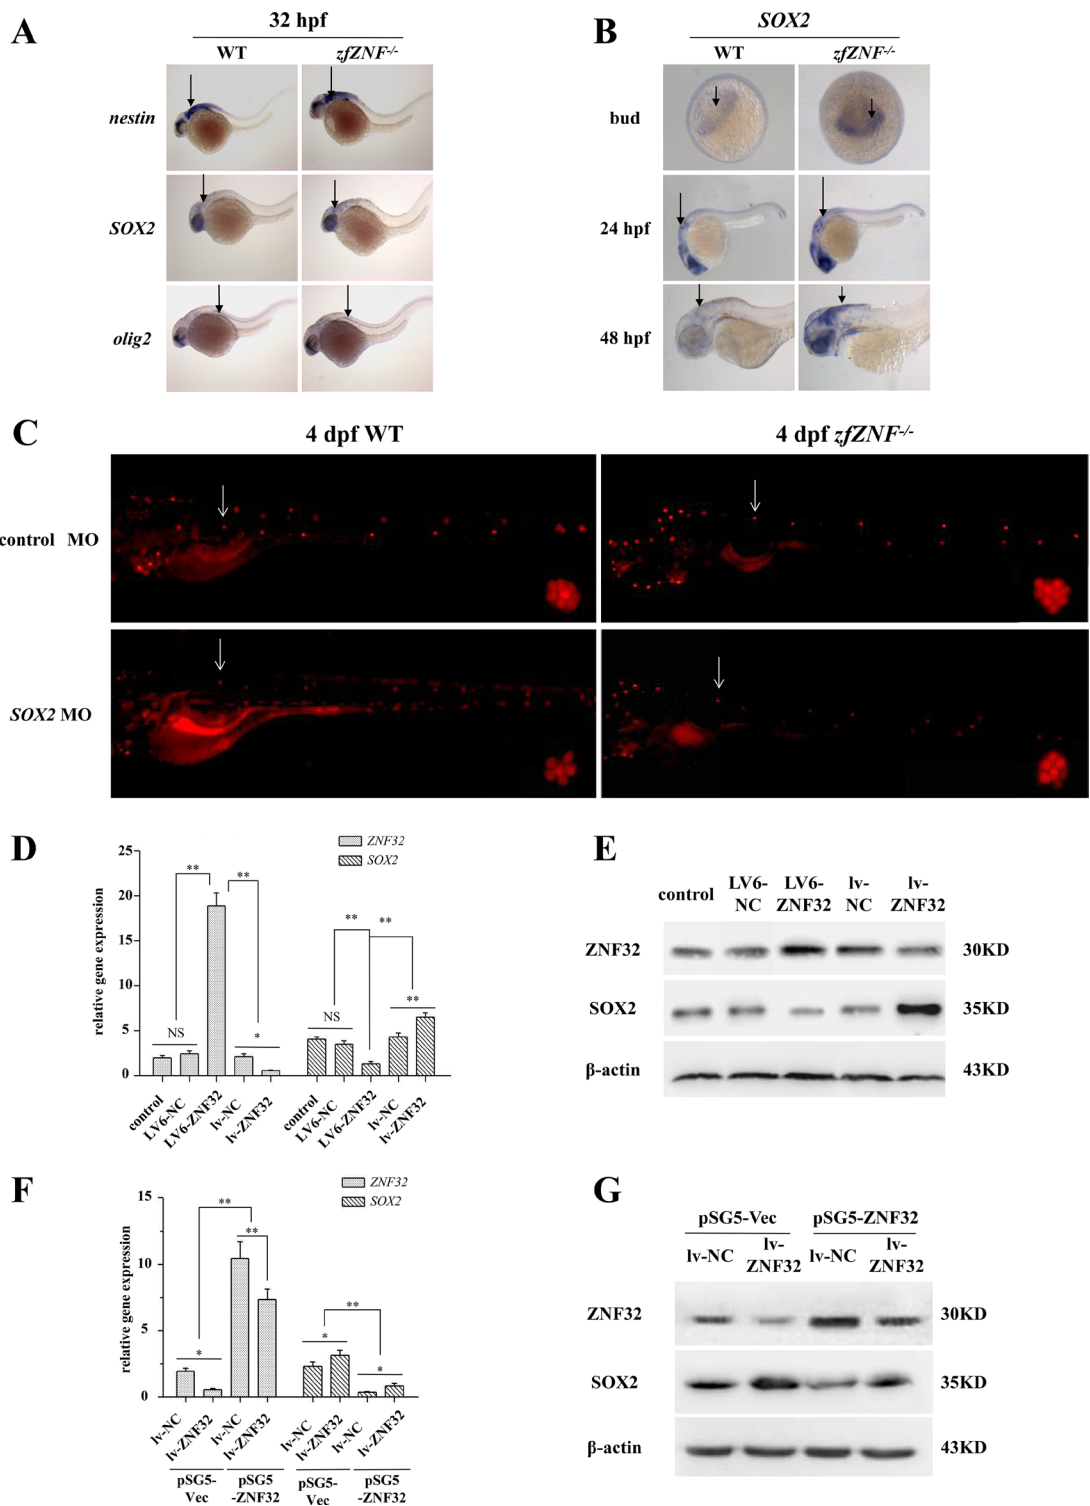 A
32 hpf
WT
zfZNF-/-
nestin
SOX2
olig2
B
SOX2
WT
zfZNF-/-
bud
24 hpf
48 hpf
C
4 dpf WT
4 dpf zfZNF-/-
control MO
SOX2 MO
D
relative gene expression
25
20
15
10
5
0
ZNF32
SOX2
**
**
**
**
**
NS
*
NS
control
LV6-NC
LV6-ZNF32
lv-NC
lv-ZNF32
control
LV6-NC
LV6-ZNF32
lv-NC
lv-ZNF32
E
control
LV6-
NC
LV6-
ZNF32
lv-
NC
lv-
ZNF32
ZNF32
30KD
SOX2
35KD
β-actin
43KD
F
relative gene expression
15
10
5
0
ZNF32
SOX2
**
**
**
*
*
*
lv-NC
lv-ZNF32
lv-NC
lv-ZNF32
lv-NC
lv-ZNF32
lv-NC
lv-ZNF32
pSG5-
Vec
pSG5
-ZNF32
pSG5-
Vec
pSG5
-ZNF32
G
pSG5-Vec
pSG5-ZNF32
lv-NC
lv-
ZNF32
lv-NC
lv-
ZNF32
ZNF32
30KD
SOX2
35KD
β-actin
43KD